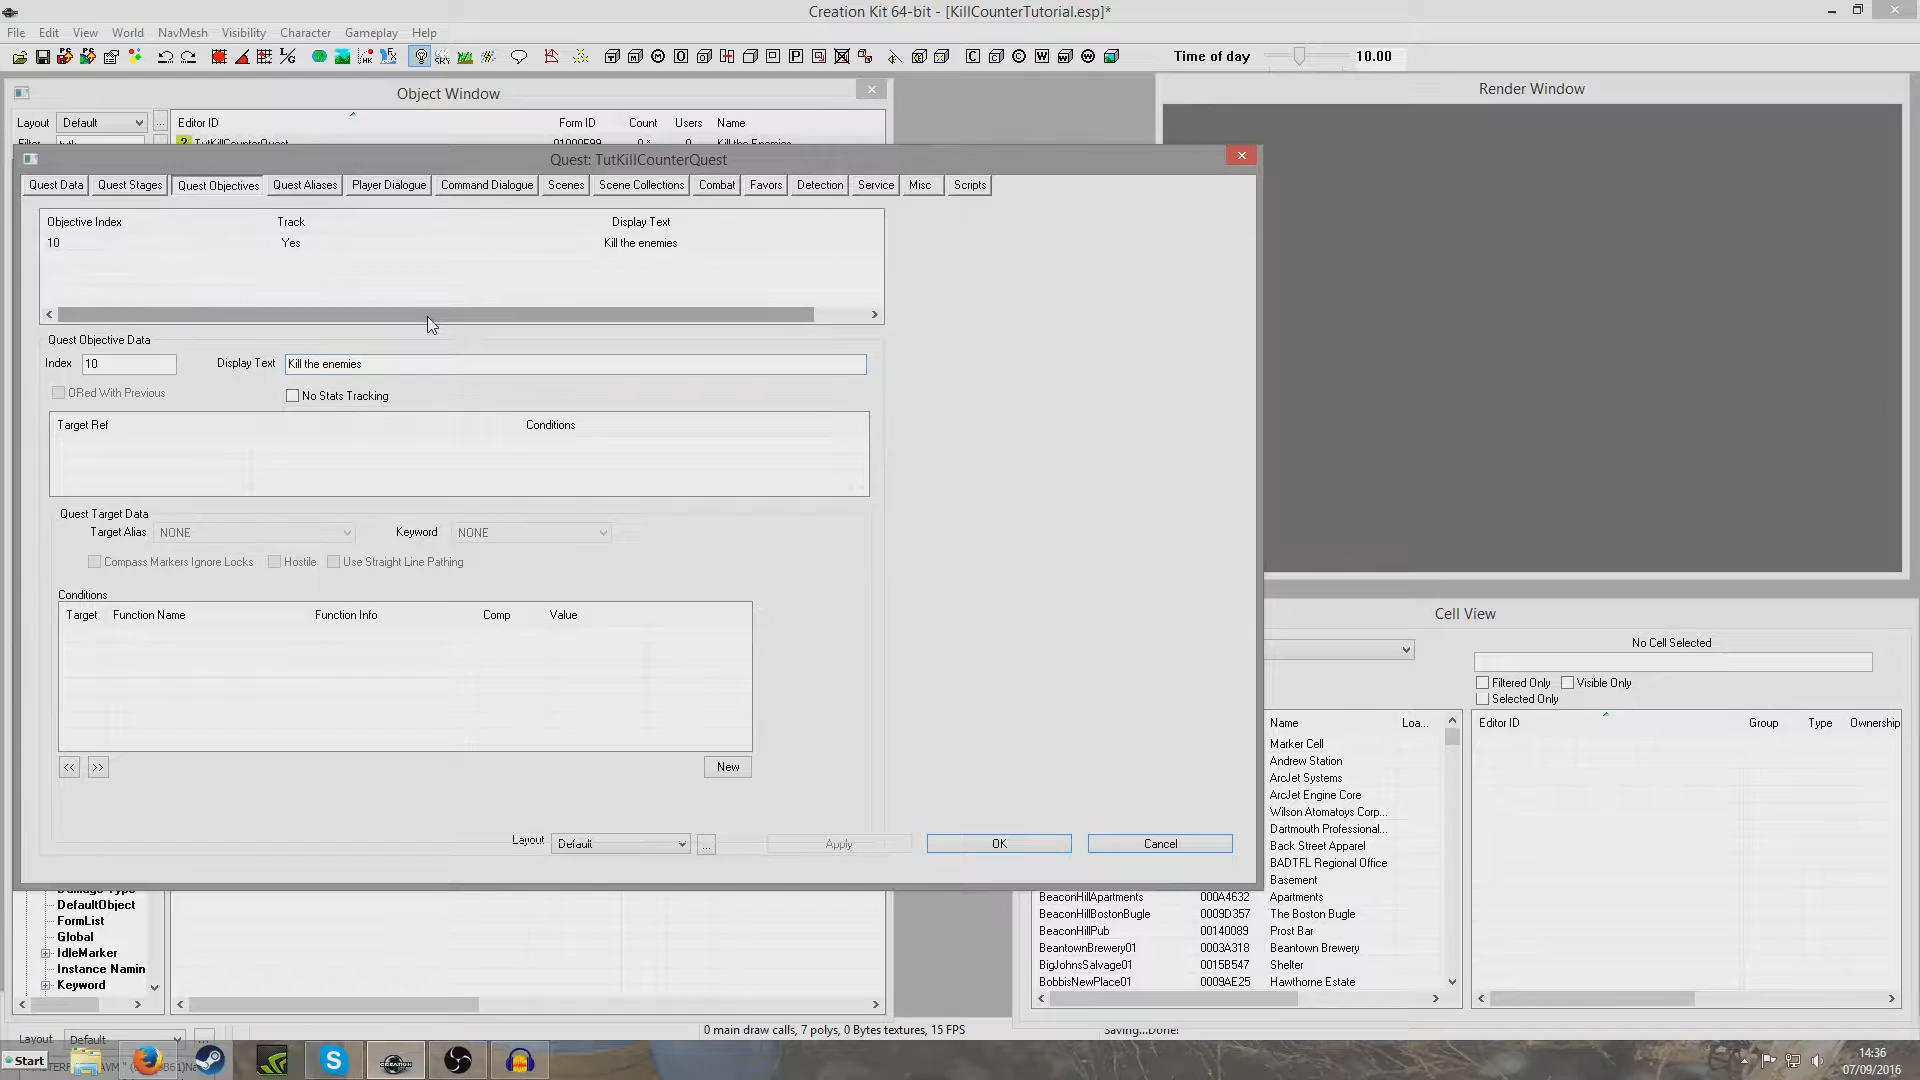 Creation Kit 64-bit - [KillCounterTutorial.esp]*
File Edit View World NavMesh Visibility Character Gameplay Help
Time of day 10.00
Object Window
Render Window
Layout Default ... Editor ID Form ID Count Users Name
Filter TutKillCounterQuest 01000F99 Kill the Enemies
Quest: TutKillCounterQuest
Quest Data Quest Stages Quest Objectives Quest Aliases Player Dialogue Command Dialogue Scenes Scene Collections Combat Favors Detection Service Misc Scripts
Objective Index Track Display Text
10 Yes Kill the enemies
Quest Objective Data
Index 10 Display Text Kill the enemies
ORed With Previous No Stats Tracking
Target Ref Conditions
Quest Target Data
Target Alias NONE Keyword NONE
Compass Markers Ignore Locks Hostile Use Straight Line Pathing
Conditions
Target Function Name Function Info Comp Value
<< >> New
Layout Default ... Apply OK Cancel
Cell View
No Cell Selected
Filtered Only Visible Only
Selected Only
Name Loa... Editor ID Group Type Ownership
Marker Cell
Andrew Station
ArcJet Systems
ArcJet Engine Core
Wilson Atomatoys Corp...
Dartmouth Professional...
Back Street Apparel
BADTFL Regional Office
Basement
BeaconHillApartments 000A4632 Apartments
BeaconHillBostonBugle 0009D357 The Boston Bugle
BeaconHillPub 00140089 Prost Bar
BeantownBrewery01 0003A318 Beantown Brewery
BigJohnsSalvage01 0015B547 Shelter
BobbisNewPlace01 0009AE25 Hawthorne Estate
Damage Type
DefaultObject
FormList
Global
IdleMarker
Instance Namin
Keyword
0 main draw calls, 7 polys, 0 Bytes textures, 15 FPS
Saving...Done!
Layout Default ...
Start
14:36
07/09/2016